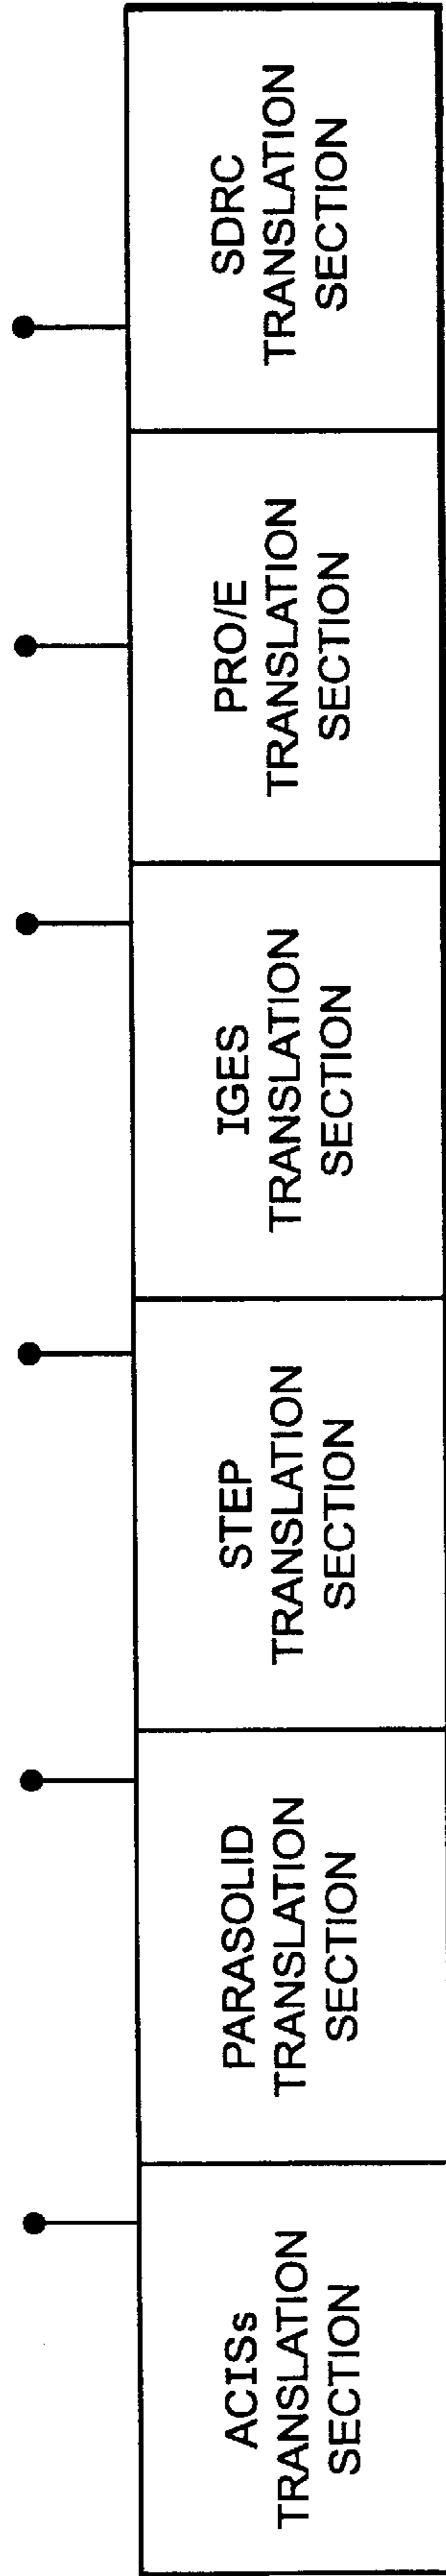 ACISs
TRANSLATION
SECTION
PARASOLID
TRANSLATION
SECTION
STEP
TRANSLATION
SECTION
IGES
TRANSLATION
SECTION
PRO/E
TRANSLATION
SECTION
SDRC
TRANSLATION
SECTION